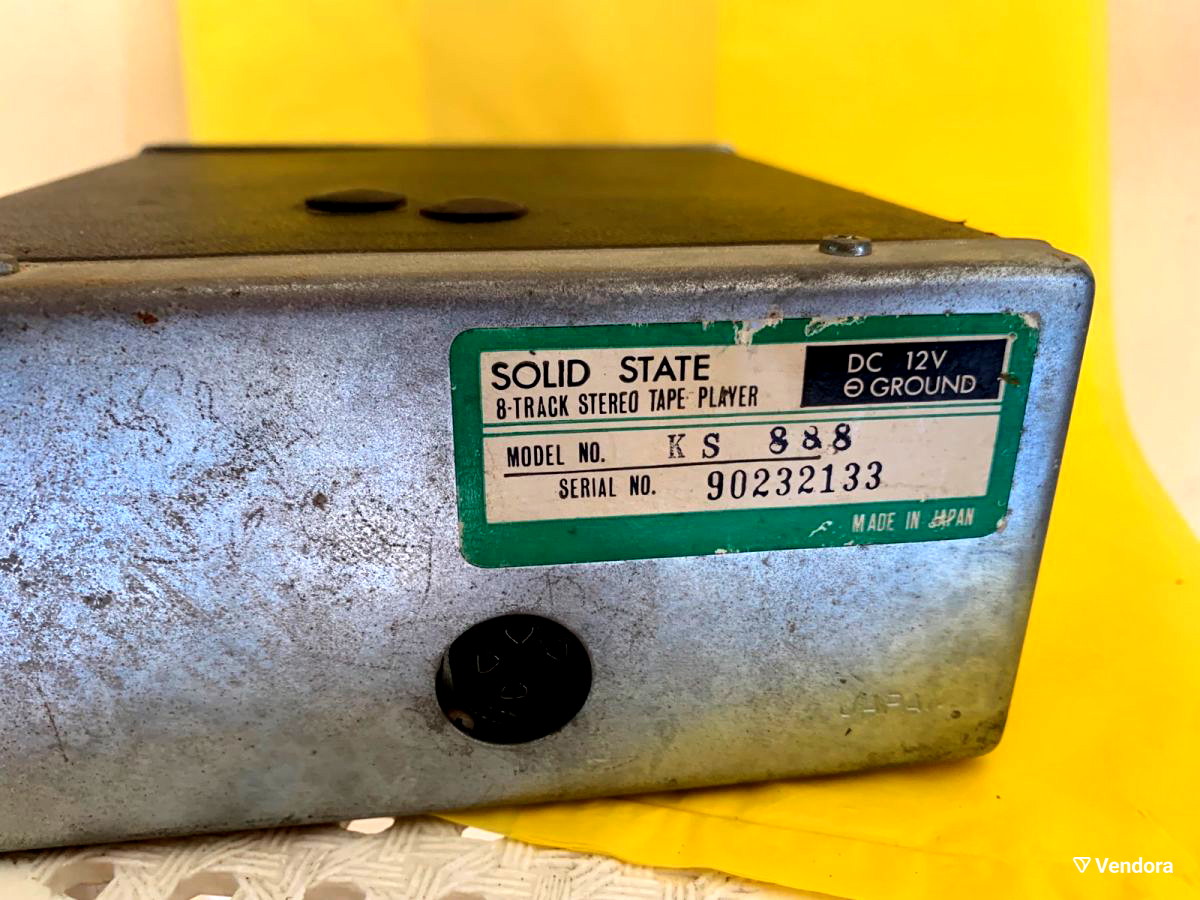 SOLID STATE
8-TRACK STEREO TAPE PLAYER
DC 12V
⊖ GROUND
MODEL NO. KS 888
SERIAL NO. 90232133
MADE IN JAPAN
JAPAN
Vendora